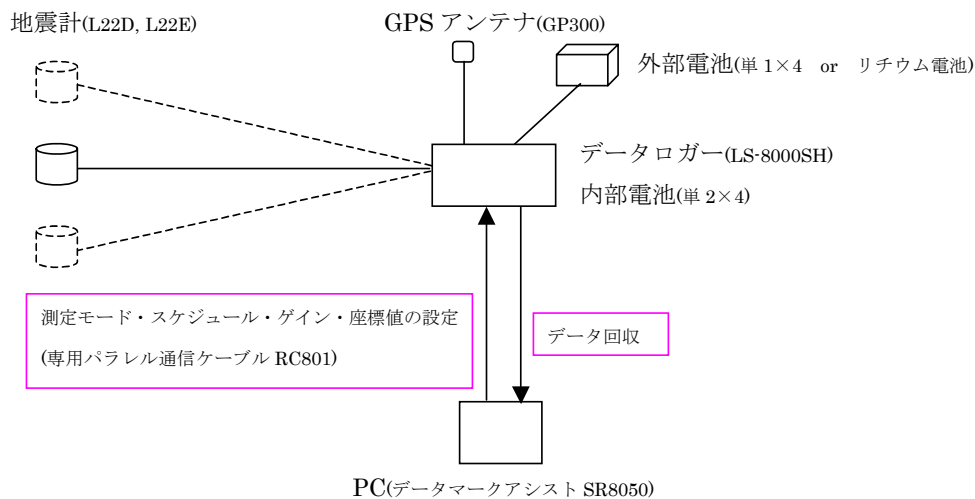 地震計(L22D, L22E)
GPS アンテナ(GP300)
外部電池(単 1×4 or リチウム電池)
データロガー(LS-8000SH)
内部電池(単 2×4)
測定モード・スケジュール・ゲイン・座標値の設定
(専用パラレル通信ケーブル RC801)
データ回収
PC(データマークアシスト SR8050)